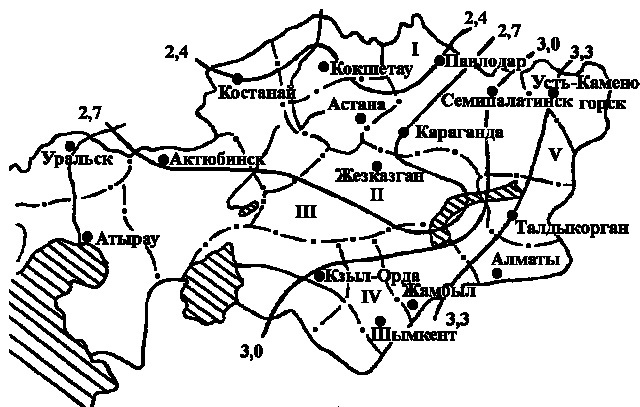 2,4
2,7
I
3,0
3,3
2,4
Кокшетау
Павлодар
Костанай
Усть-Камено-
горск
Семипалатинск
Астана
2,7
Караганда
Уральск
Актюбинск
V
Жезказган
II
III
Талдыкорган
Атырау
Алматы
Кзыл-Орда
IV
Жямбыл
3,3
Шымкент
3,0